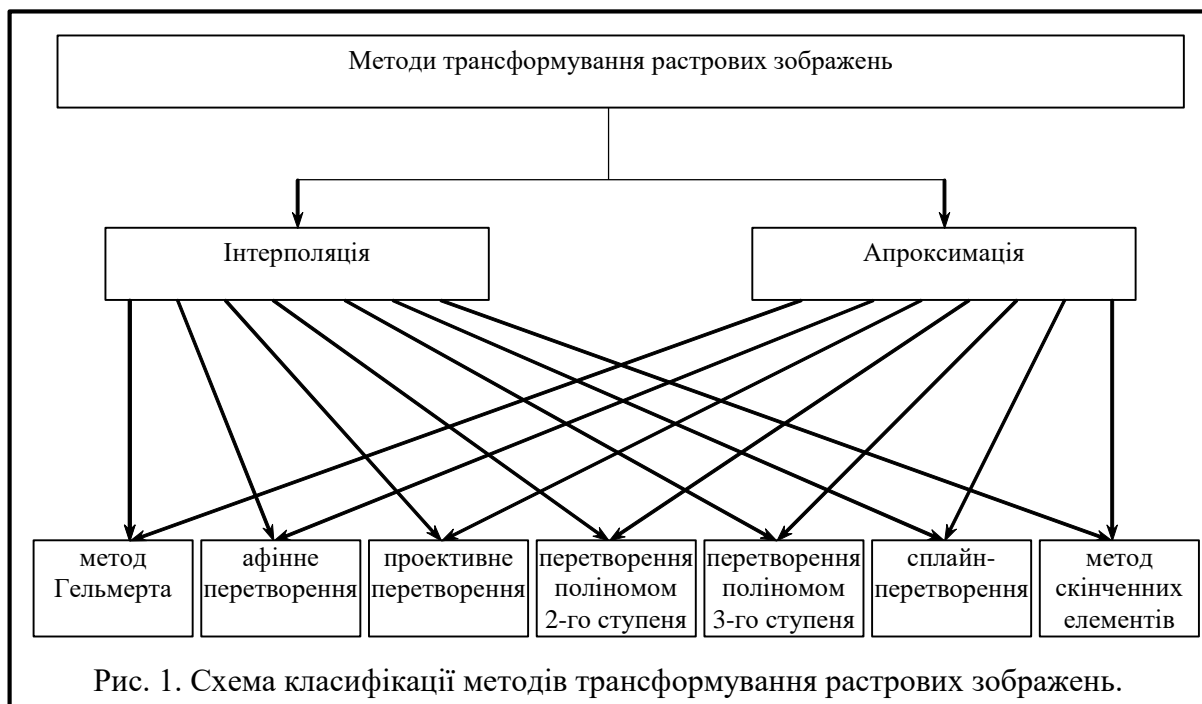 Методи трансформування растрових зображень
Інтерполяція
Апроксимація
метод
Гельмерта
афінне
перетворення
проективне
перетворення
перетворення
поліномом
2-го ступеня
перетворення
поліномом
3-го ступеня
сплайн-
перетворення
метод
скінченних
елементів
Рис. 1. Схема класифікації методів трансформування растрових зображень.